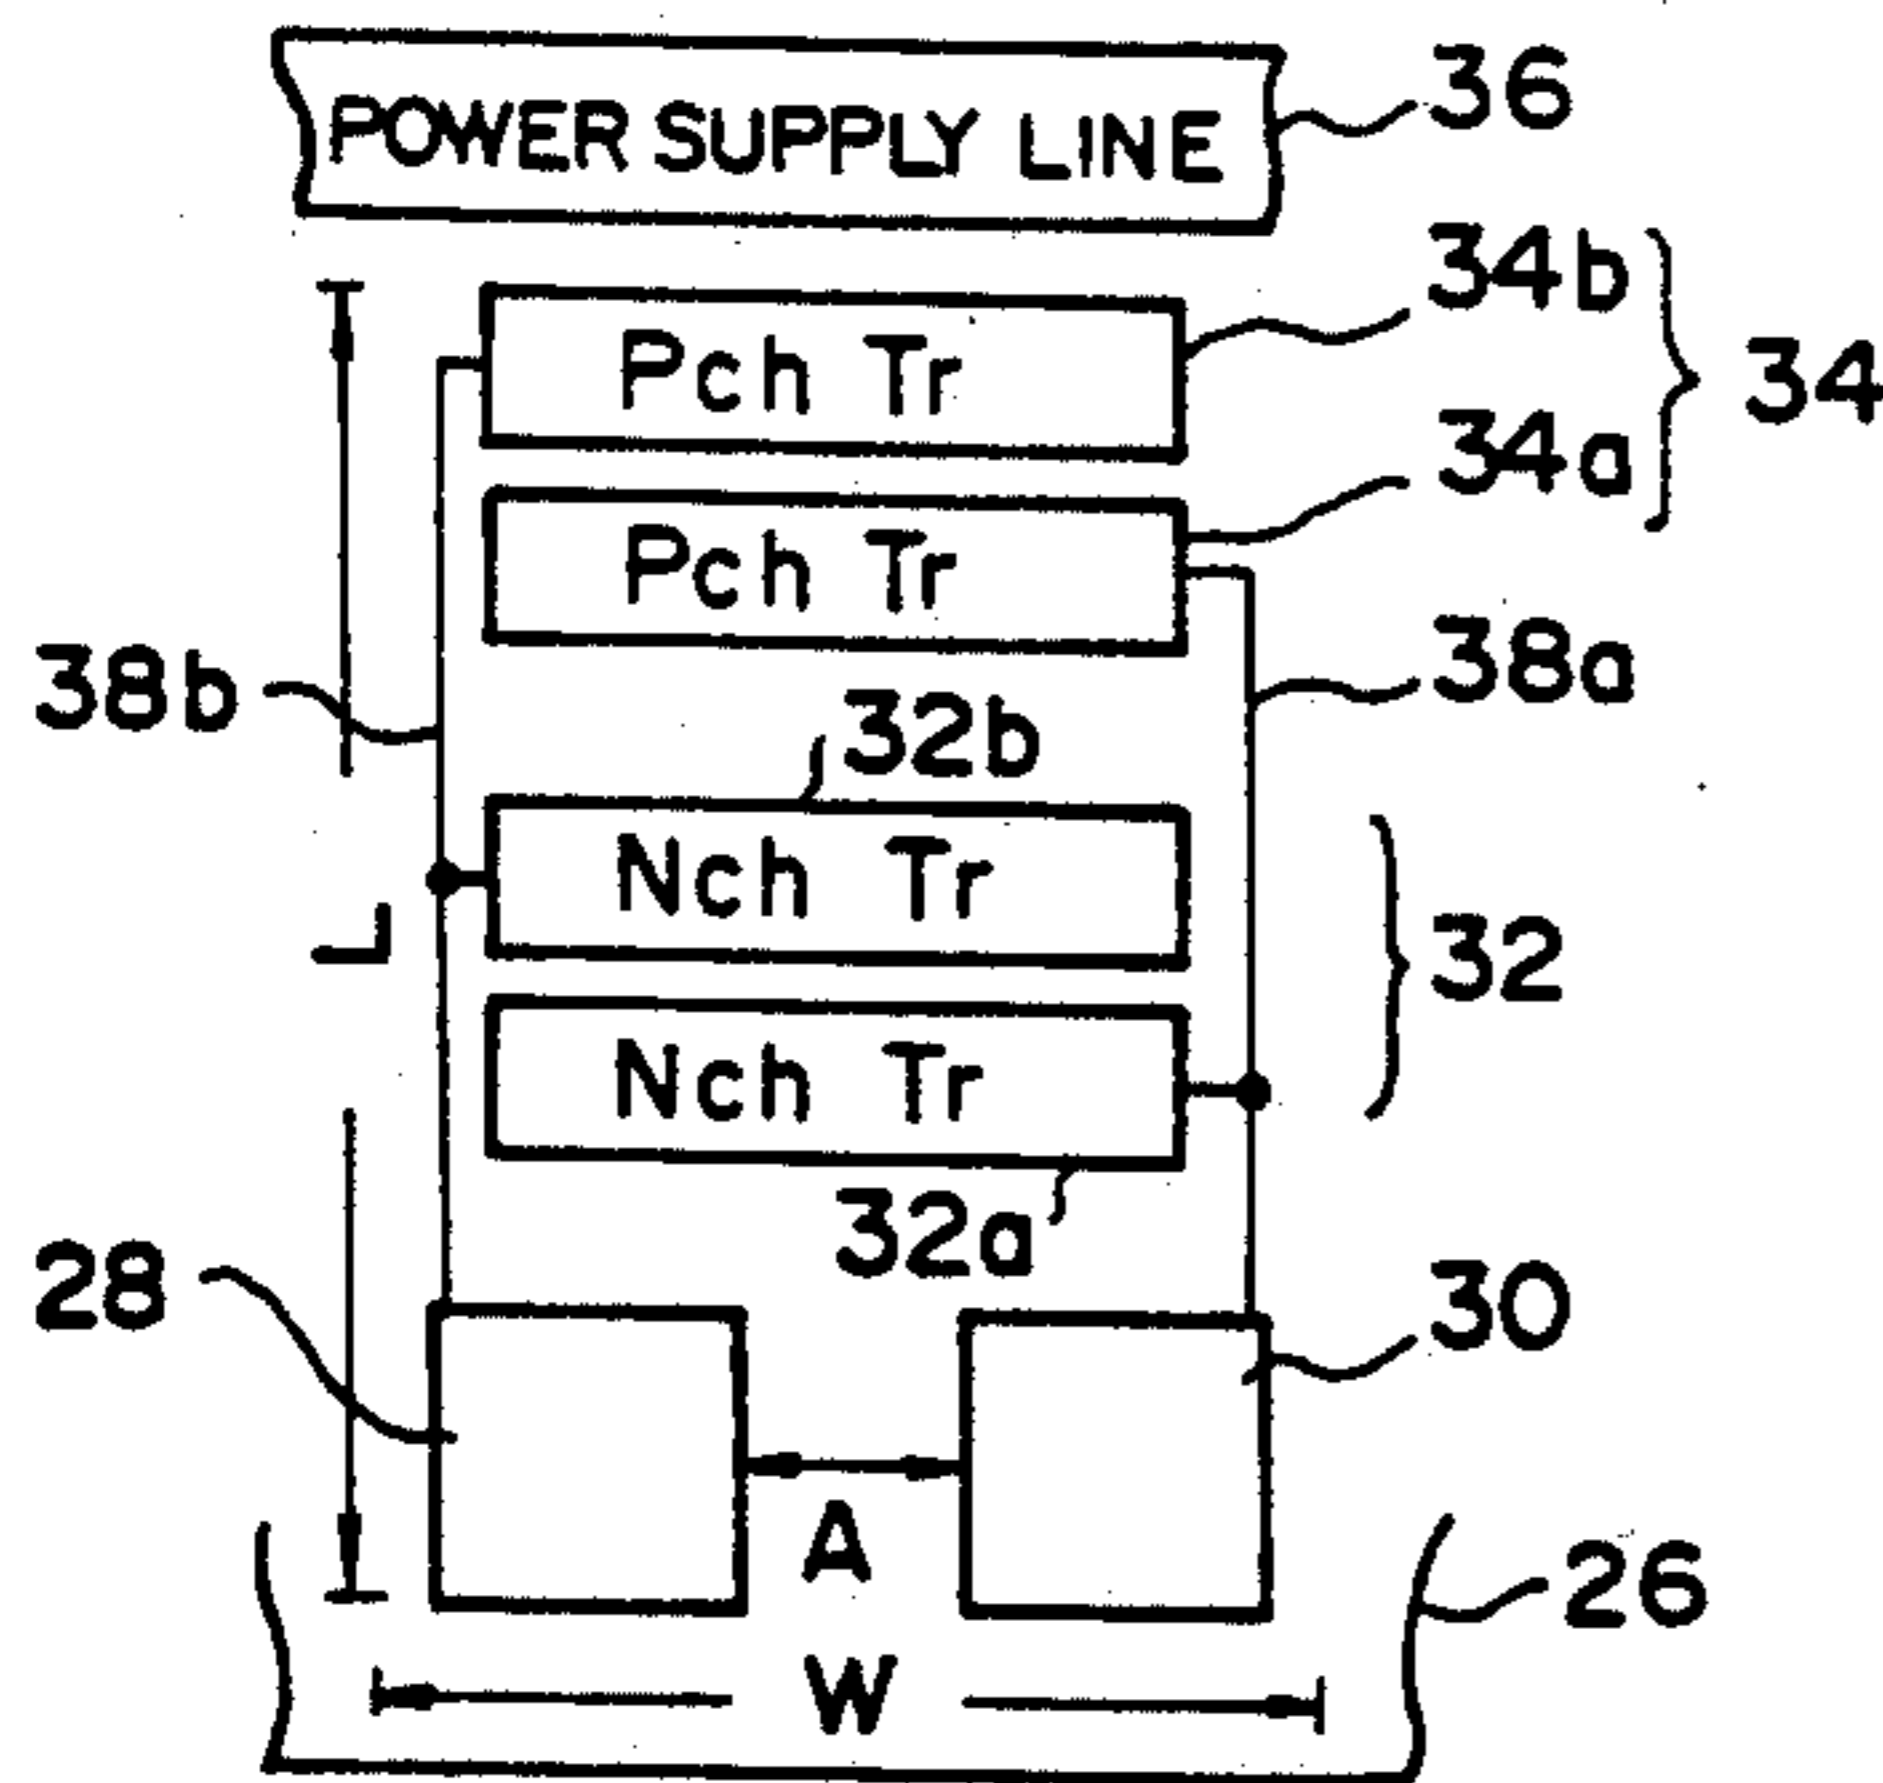 POWER SUPPLY LINE
36
34b
Pch Tr
34
34a
Pch Tr
38b
38a
32b
Nch Tr
L
32
Nch Tr
32a
28
30
A
26
W